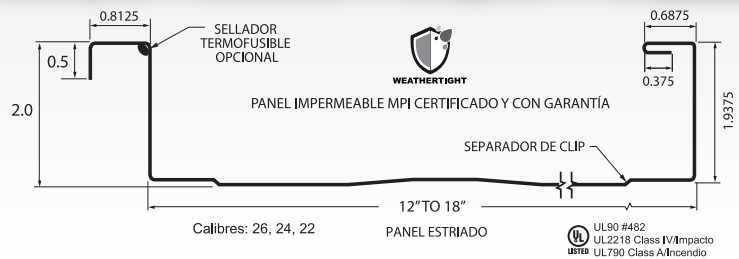 0.8125
0.6875
SELLADOR
TERMOFUSIBLE
OPCIONAL
0.5
0.375
WEATHERTIGHT
2.0
1.9375
PANEL IMPERMEABLE MPI CERTIFICADO Y CON GARANTÍA
SEPARADOR DE CLIP
12" TO 18"
Calibres: 26, 24, 22
PANEL ESTRIADO
UL
LISTED
UL90 #482
UL2218 Class IV/Impacto
UL790 Class A/Incendio